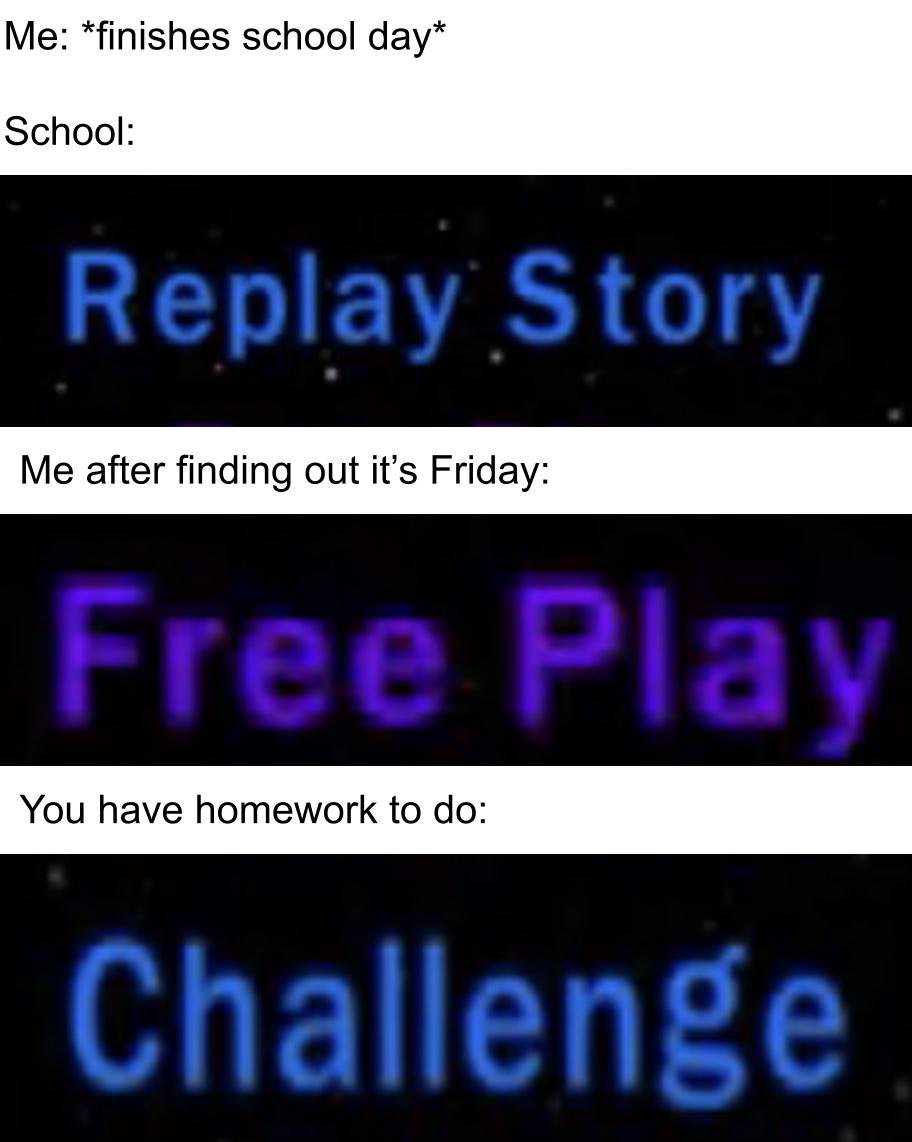 Me: *finishes school day*
School:
Replay Story
Me after finding out it’s Friday:
Free Play
You have homework to do:
Challenge